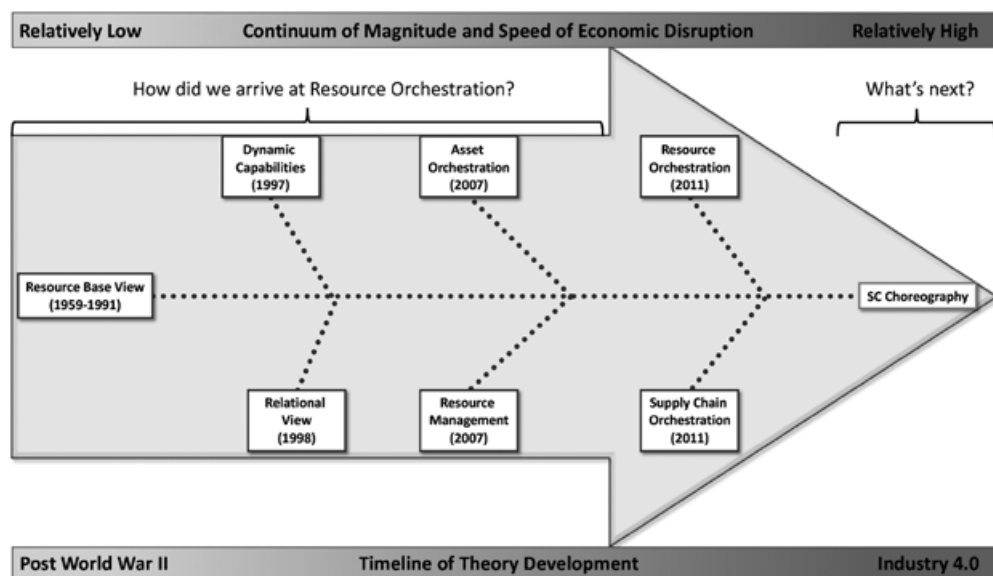 Relatively Low Continuum of Magnitude and Speed of Economic Disruption Relatively High
How did we arrive at Resource Orchestration?
What's next?
Dynamic
Capabilities
(1997)
Asset
Orchestration
(2007)
Resource
Orchestration
(2011)
Resource Base View
(1959-1991)
SC Choreography
Relational
View
(1998)
Resource
Management
(2007)
Supply Chain
Orchestration
(2011)
Post World War II Timeline of Theory Development Industry 4.0